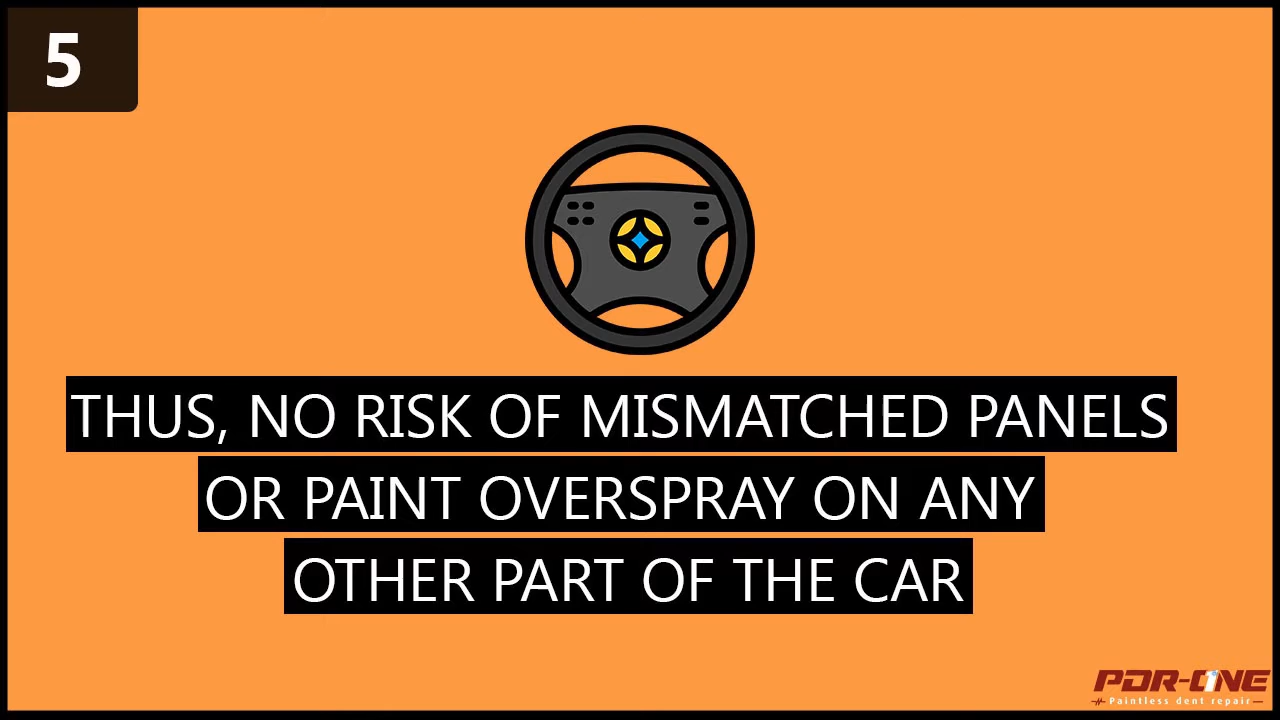 5
THUS, NO RISK OF MISMATCHED PANELS
OR PAINT OVERSPRAY ON ANY
OTHER PART OF THE CAR
PDR-ONE
Paintless dent repair